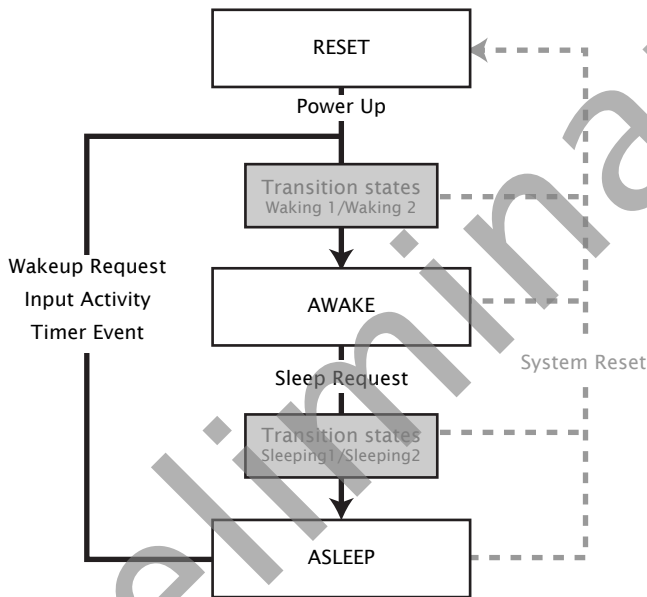 RESET
Power Up
Transition states
Waking 1/Waking 2
Wakeup Request
Input Activity
Timer Event
AWAKE
System Reset
Sleep Request
Transition states
Sleeping1/Sleeping2
ASLEEP
elimina